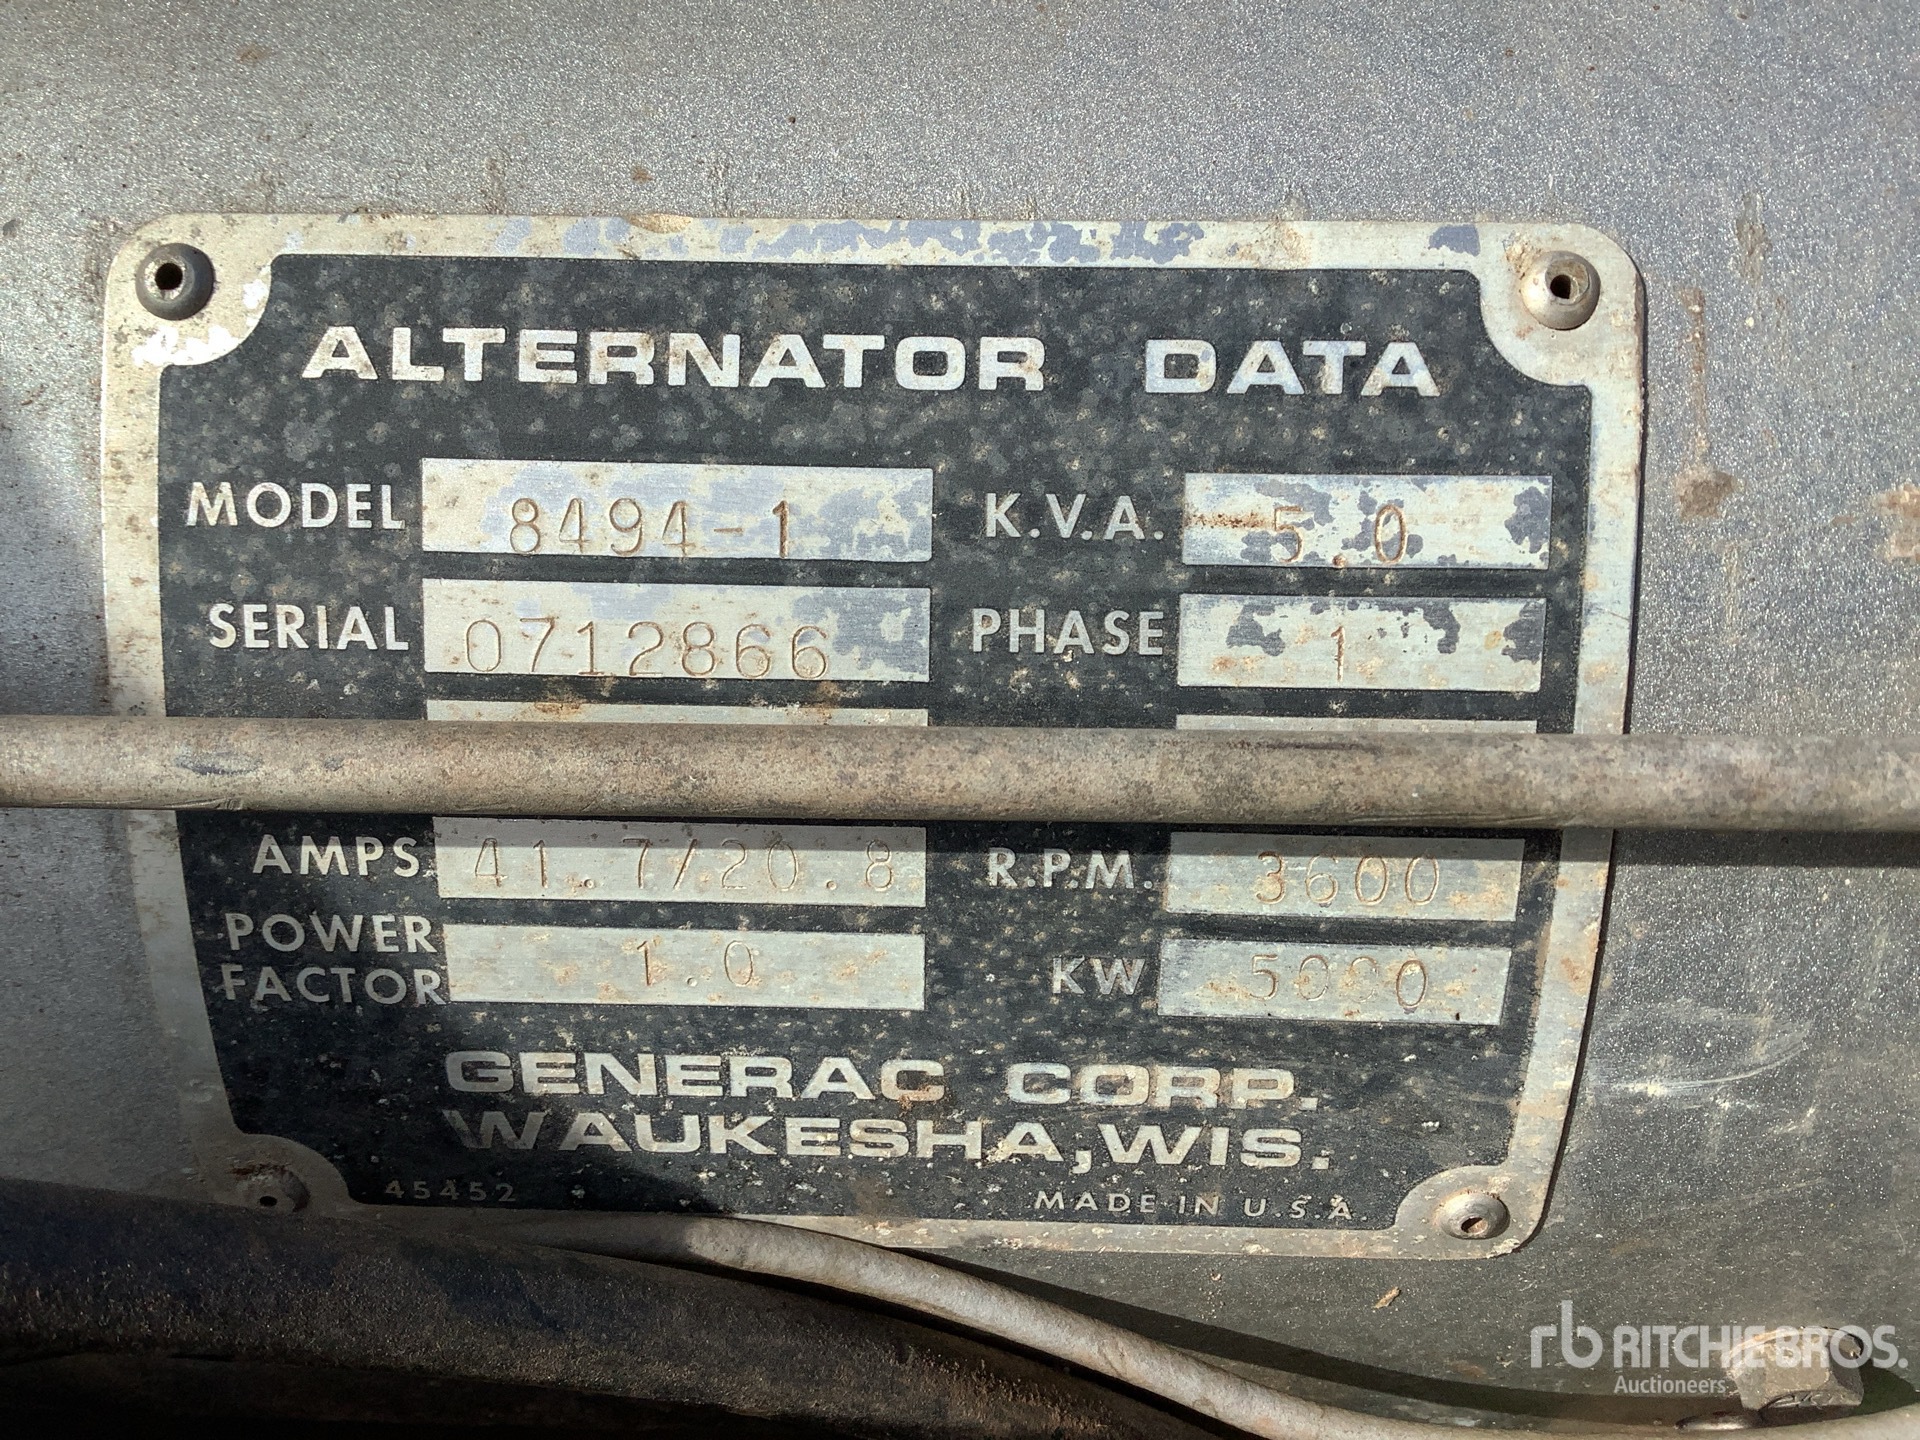 ALTERNATOR DATA
MODEL 8494-1 K.V.A. 5.0
SERIAL 0712866 PHASE 1
AMPS. 41.7/20.8 R.P.M. 3600
POWER FACTOR 1.0 KW 5000
GENERAC CORP.
WAUKESHA, WIS.
45452 MADE IN U.S.A.
rb RITCHIE BROS.
Auctioneers